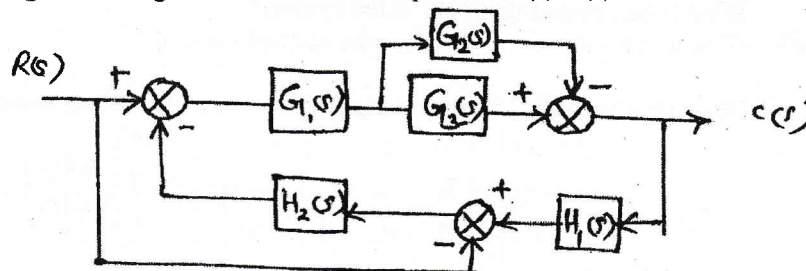 G₂(s)
R(s) + G₁(s) G₃(s) + - C(s)
-
H₂(s) + H₁(s)
-